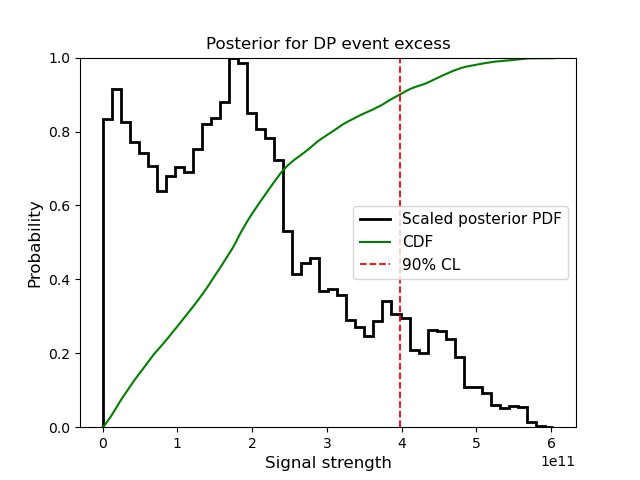 Posterior for DP event excess
Probability
1.0
0.8
0.6
0.4
0.2
0.0
Scaled posterior PDF
CDF
90% CL
0 1 2 3 4 5 6
1e11
Signal strength